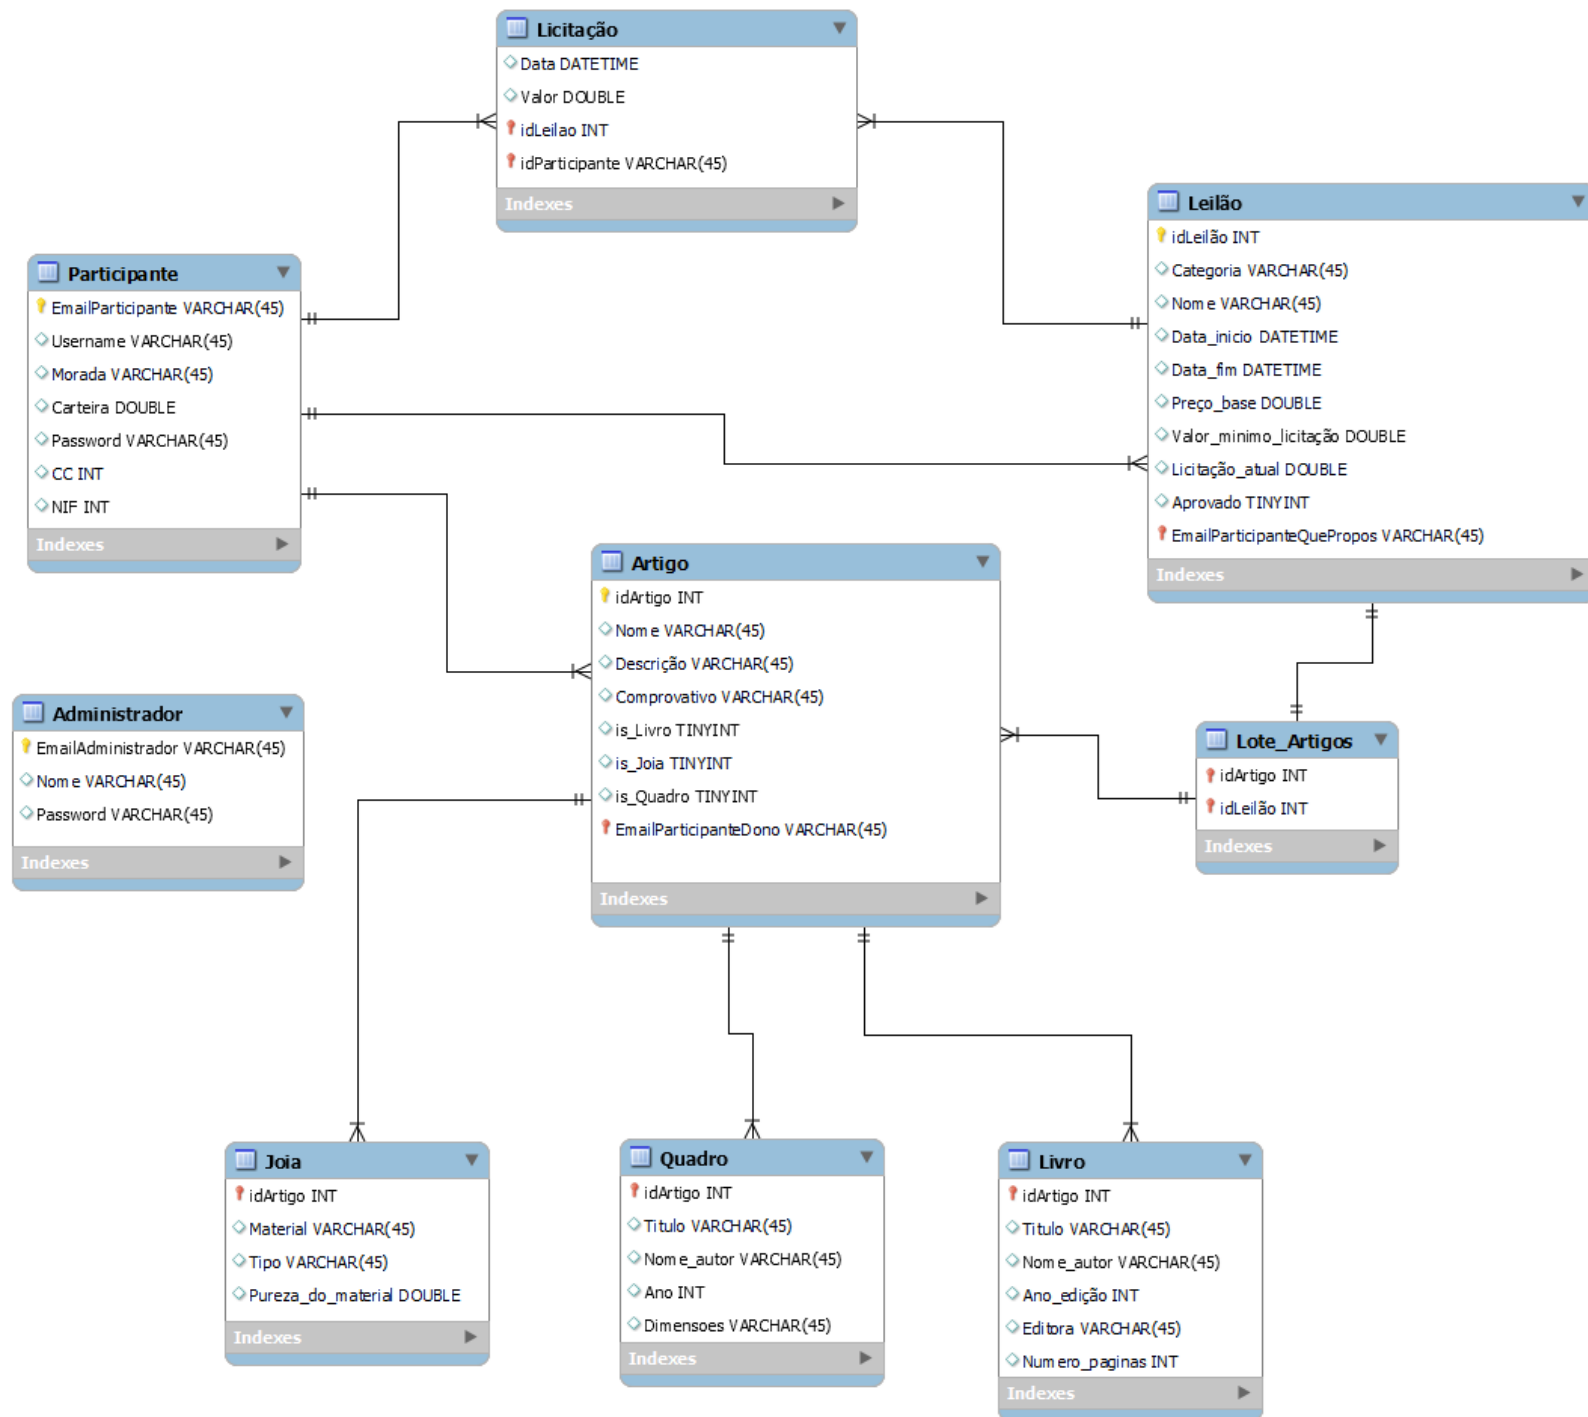 Licitação
Data DATETIME
Valor DOUBLE
idLeilao INT
idParticipante VARCHAR(45)
Indexes
Leilão
idLeilão INT
Categoria VARCHAR(45)
Nome VARCHAR(45)
Data_inicio DATETIME
Data_fim DATETIME
Preço_base DOUBLE
Valor_minimo_licitação DOUBLE
Licitação_atual DOUBLE
Aprovado TINYINT
EmailParticipanteQuePropos VARCHAR(45)
Indexes
Participante
EmailParticipante VARCHAR(45)
Username VARCHAR(45)
Morada VARCHAR(45)
Carteira DOUBLE
Password VARCHAR(45)
CC INT
NIF INT
Indexes
Artigo
idArtigo INT
Nome VARCHAR(45)
Descrição VARCHAR(45)
Comprovativo VARCHAR(45)
is_Livro TINYINT
is_Joia TINYINT
is_Quadro TINYINT
EmailParticipanteDono VARCHAR(45)
Indexes
Administrador
EmailAdministrador VARCHAR(45)
Nome VARCHAR(45)
Password VARCHAR(45)
Indexes
Lote_Artigos
idArtigo INT
idLeilão INT
Indexes
Joia
idArtigo INT
Material VARCHAR(45)
Tipo VARCHAR(45)
Pureza_do_material DOUBLE
Indexes
Quadro
idArtigo INT
Titulo VARCHAR(45)
Nome_autor VARCHAR(45)
Ano INT
Dimensoes VARCHAR(45)
Indexes
Livro
idArtigo INT
Titulo VARCHAR(45)
Nome_autor VARCHAR(45)
Ano_edição INT
Editora VARCHAR(45)
Numero_paginas INT
Indexes